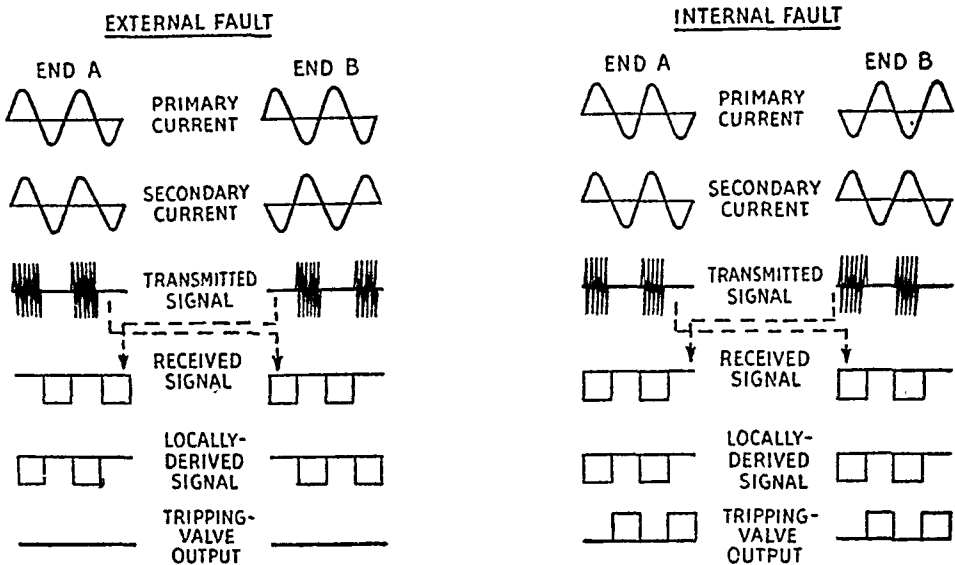 EXTERNAL FAULT
END A
END B
PRIMARY
CURRENT
SECONDARY
CURRENT
TRANSMITTED
SIGNAL
RECEIVED
SIGNAL
LOCALLY-
DERIVED
SIGNAL
TRIPPING-
VALVE
OUTPUT
INTERNAL FAULT
END A
END B
PRIMARY
CURRENT
SECONDARY
CURRENT
TRANSMITTED
SIGNAL
RECEIVED
SIGNAL
LOCALLY-
DERIVED
SIGNAL
TRIPPING-
VALVE
OUTPUT